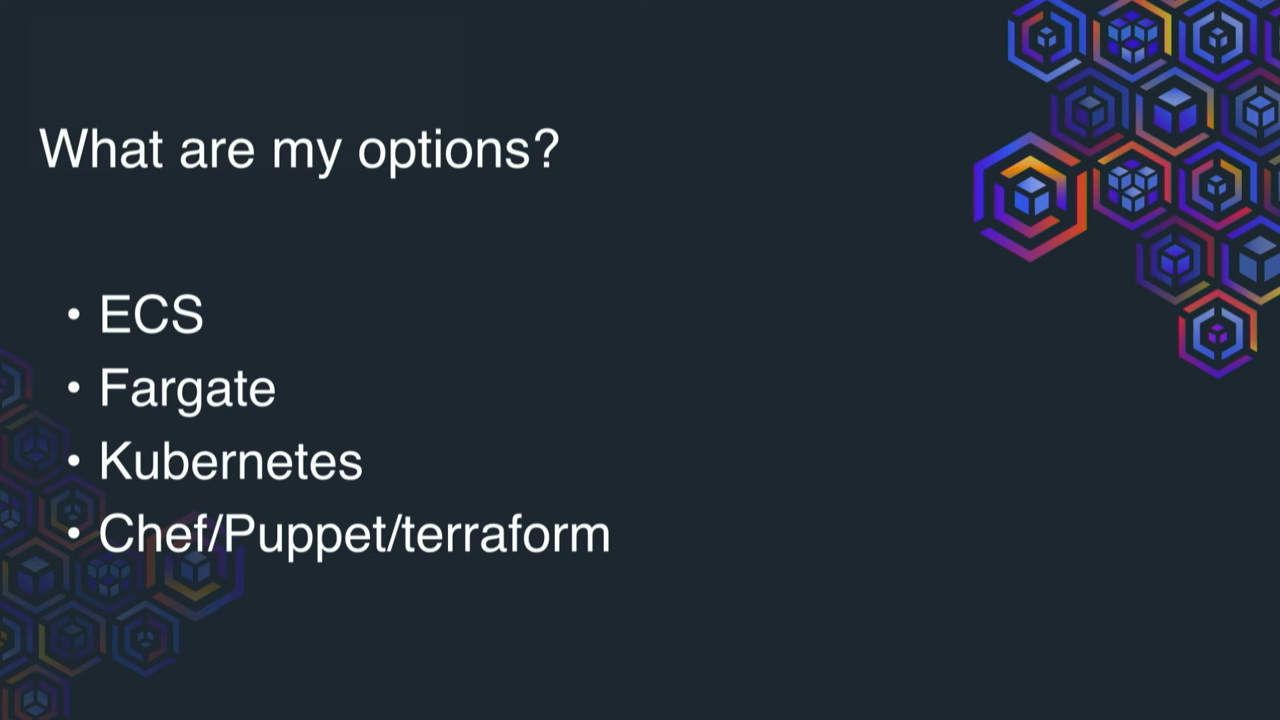 What are my options?
• ECS
• Fargate
• Kubernetes
• Chef/Puppet/terraform